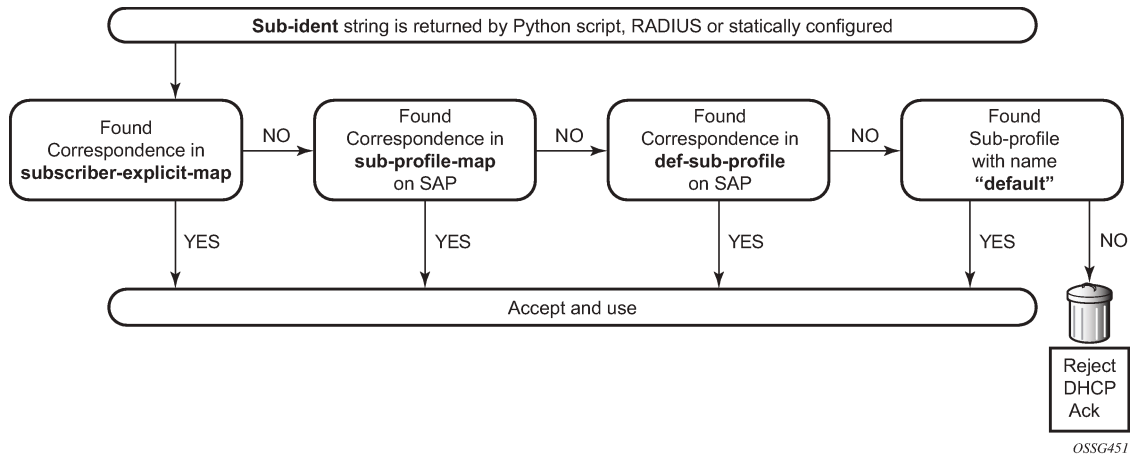 Sub-ident string is returned by Python script, RADIUS or statically configured
Found
Correspondence in
subscriber-explicit-map
NO
Found
Correspondence in
sub-profile-map
on SAP
NO
Found
Correspondence in
def-sub-profile
on SAP
NO
Found
Sub-profile
with name
“default”
YES
YES
YES
YES
NO
Accept and use
Reject
DHCP
Ack
OSSG451